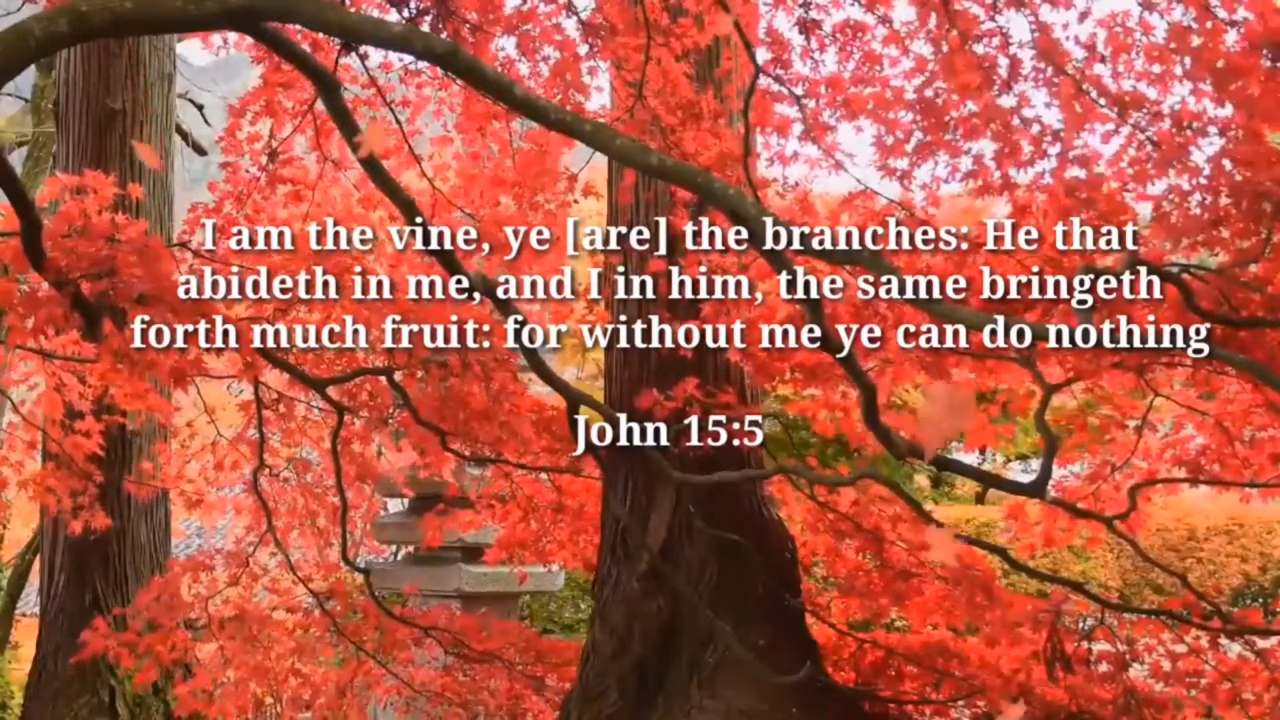 I am the vine, ye [are] the branches: He that
abideth in me, and I in him, the same bringeth
forth much fruit: for without me ye can do nothing
John 15:5